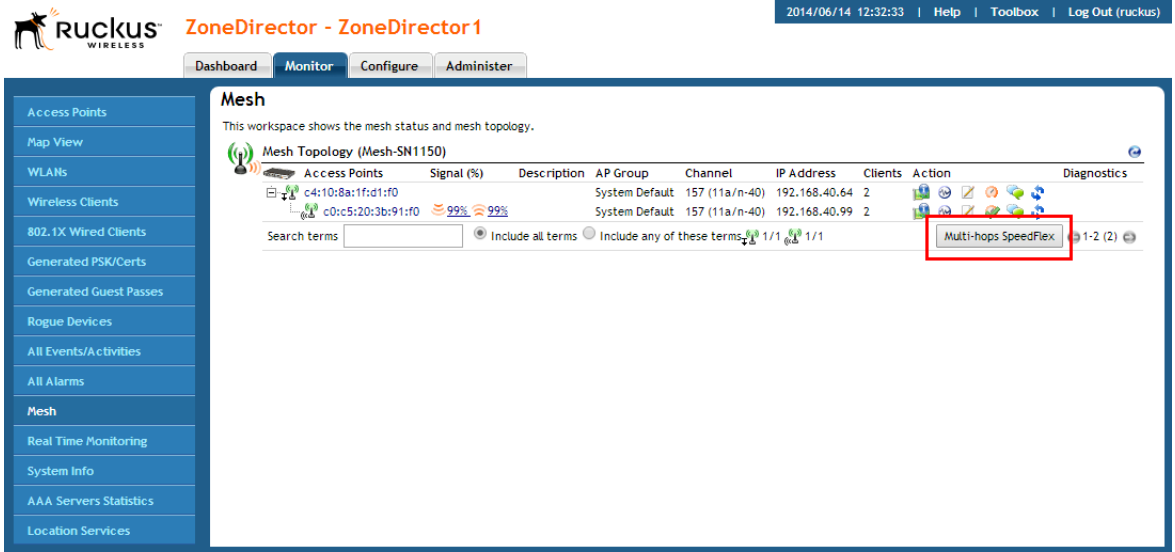 2014/06/14 12:32:33 | Help | Toolbox | Log Out (ruckus)
RUCKUS™
WIRELESS
ZoneDirector - ZoneDirector1
Dashboard Monitor Configure Administer
Access Points
Map View
WLANs
Wireless Clients
802.1X Wired Clients
Generated PSK/Certs
Generated Guest Passes
Rogue Devices
All Events/Activities
All Alarms
Mesh
Real Time Monitoring
System Info
AAA Servers Statistics
Location Services
Mesh
This workspace shows the mesh status and mesh topology.
Mesh Topology (Mesh-SN1150)
Access Points Signal (%) Description AP Group Channel IP Address Clients Action Diagnostics
c4:10:8a:1f:d1:f0 System Default 157 (11a/n-40) 192.168.40.64 2
c0:c5:20:3b:91:f0 99% 99% System Default 157 (11a/n-40) 192.168.40.99 2
Search terms Include all terms Include any of these terms 1/1 1/1 Multi-hops SpeedFlex 1-2 (2)